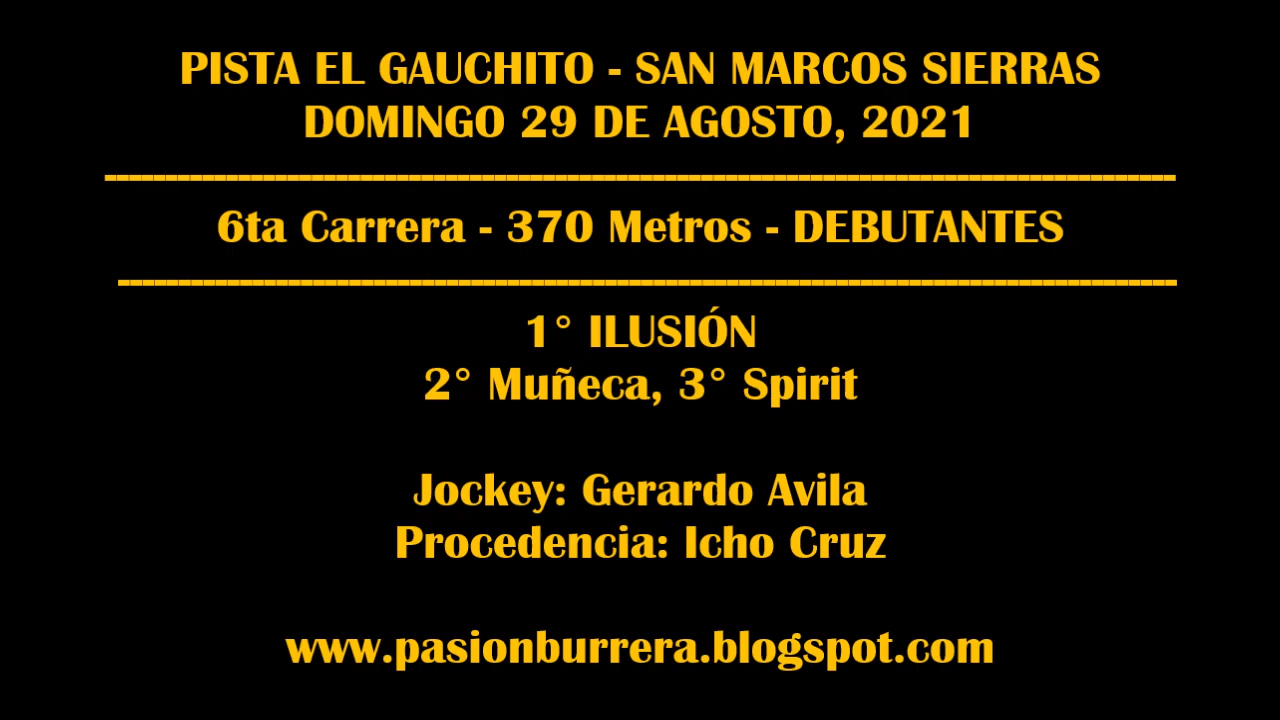 PISTA EL GAUCHITO - SAN MARCOS SIERRAS
DOMINGO 29 DE AGOSTO, 2021
6ta Carrera - 370 Metros - DEBUTANTES
1° ILUSIÓN
2° Muñeca, 3° Spirit
Jockey: Gerardo Avila
Procedencia: Icho Cruz
www.pasionburrera.blogspot.com